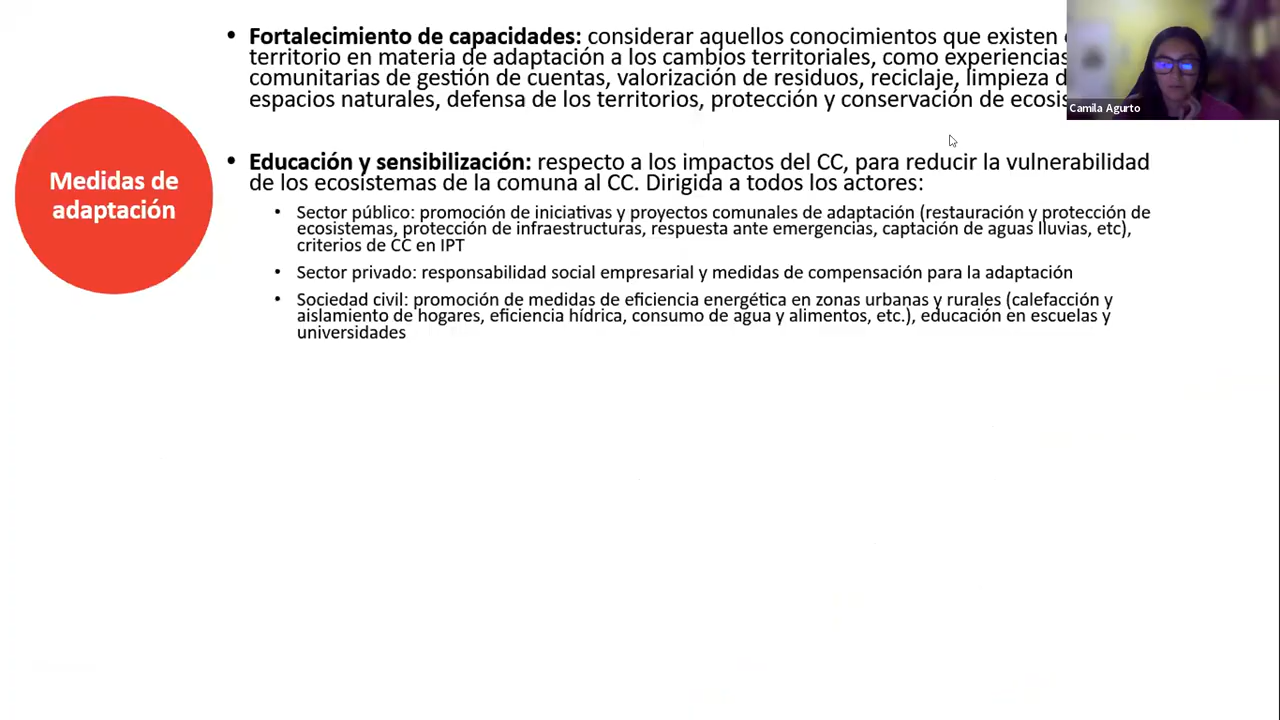 Fortalecimiento de capacidades: considerar aquellos conocimientos que existen
territorio en materia de adaptación a los cambios territoriales, como experiencias
comunitarias de gestión de cuentas, valorización de residuos, reciclaje, limpieza
espacios naturales, defensa de los territorios, protección y conservación de
Camila Agurto
Medidas de
adaptación
Educación y sensibilización: respecto a los impactos del CC, para reducir la vulnerabilidad
de los ecosistemas de la comuna al CC. Dirigida a todos los actores:
Sector público: promoción de iniciativas y proyectos comunales de adaptación (restauración y protección de
ecosistemas, protección de infraestructuras, respuesta ante emergencias, captación de aguas lluvias, etc),
criterios de CC en IPT
Sector privado: responsabilidad social empresarial y medidas de compensación para la adaptación
Sociedad civil: promoción de medidas de eficiencia energética en zonas urbanas y rurales (calefacción y
aislamiento de hogares, eficiencia hídrica, consumo de agua y alimentos, etc.), educación en escuelas y
universidades